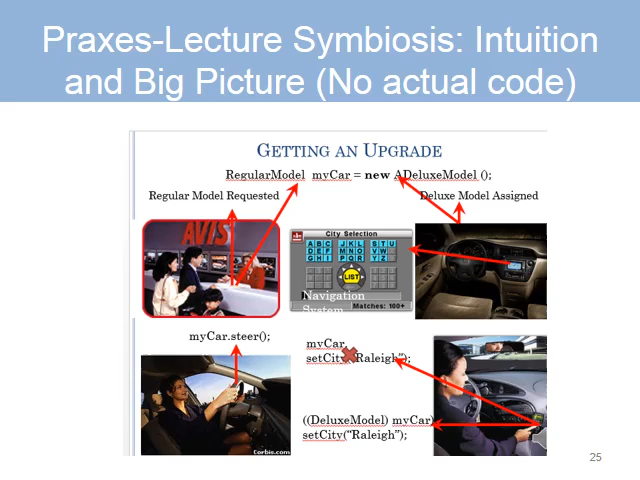 Praxes-Lecture Symbiosis: Intuition
and Big Picture (No actual code)
GETTING AN UPGRADE
RegularModel myCar = new ADeluxeModel ();
Regular Model Requested
Deluxe Model Assigned
AVIS
City Selection
A B C J K L S T U
D E F M N O V W
G H I P Q R Y Z
LIST
Navigation
System
Matches: 100+
myCar.steer();
myCar.
setCity("Raleigh");
((DeluxeModel) myCar)
setCity("Raleigh");
Corbis.com
25